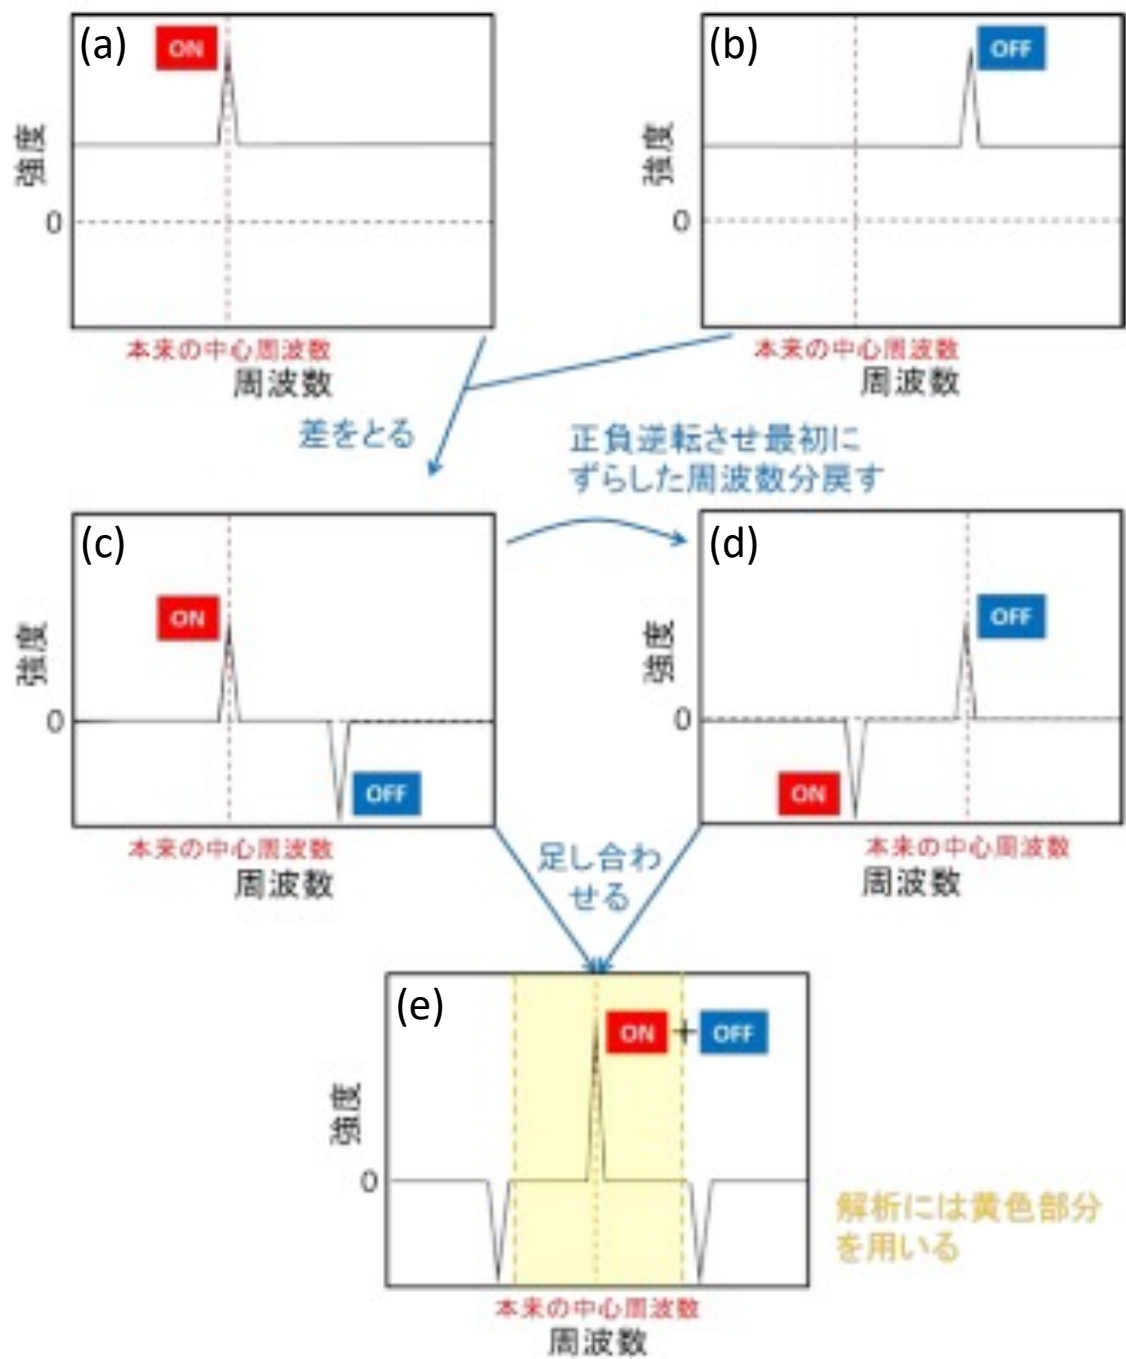 (a)
ON
強度
0
本来の中心周波数
周波数
(b)
OFF
強度
0
本来の中心周波数
周波数
差をとる
正負逆転させ最初に
ずらした周波数分戻す
(c)
ON
強度
0
OFF
本来の中心周波数
周波数
(d)
OFF
強度
0
ON
本来の中心周波数
周波数
足し合わ
せる
(e)
ON + OFF
強度
0
本来の中心周波数
周波数
解析には黄色部分
を用いる